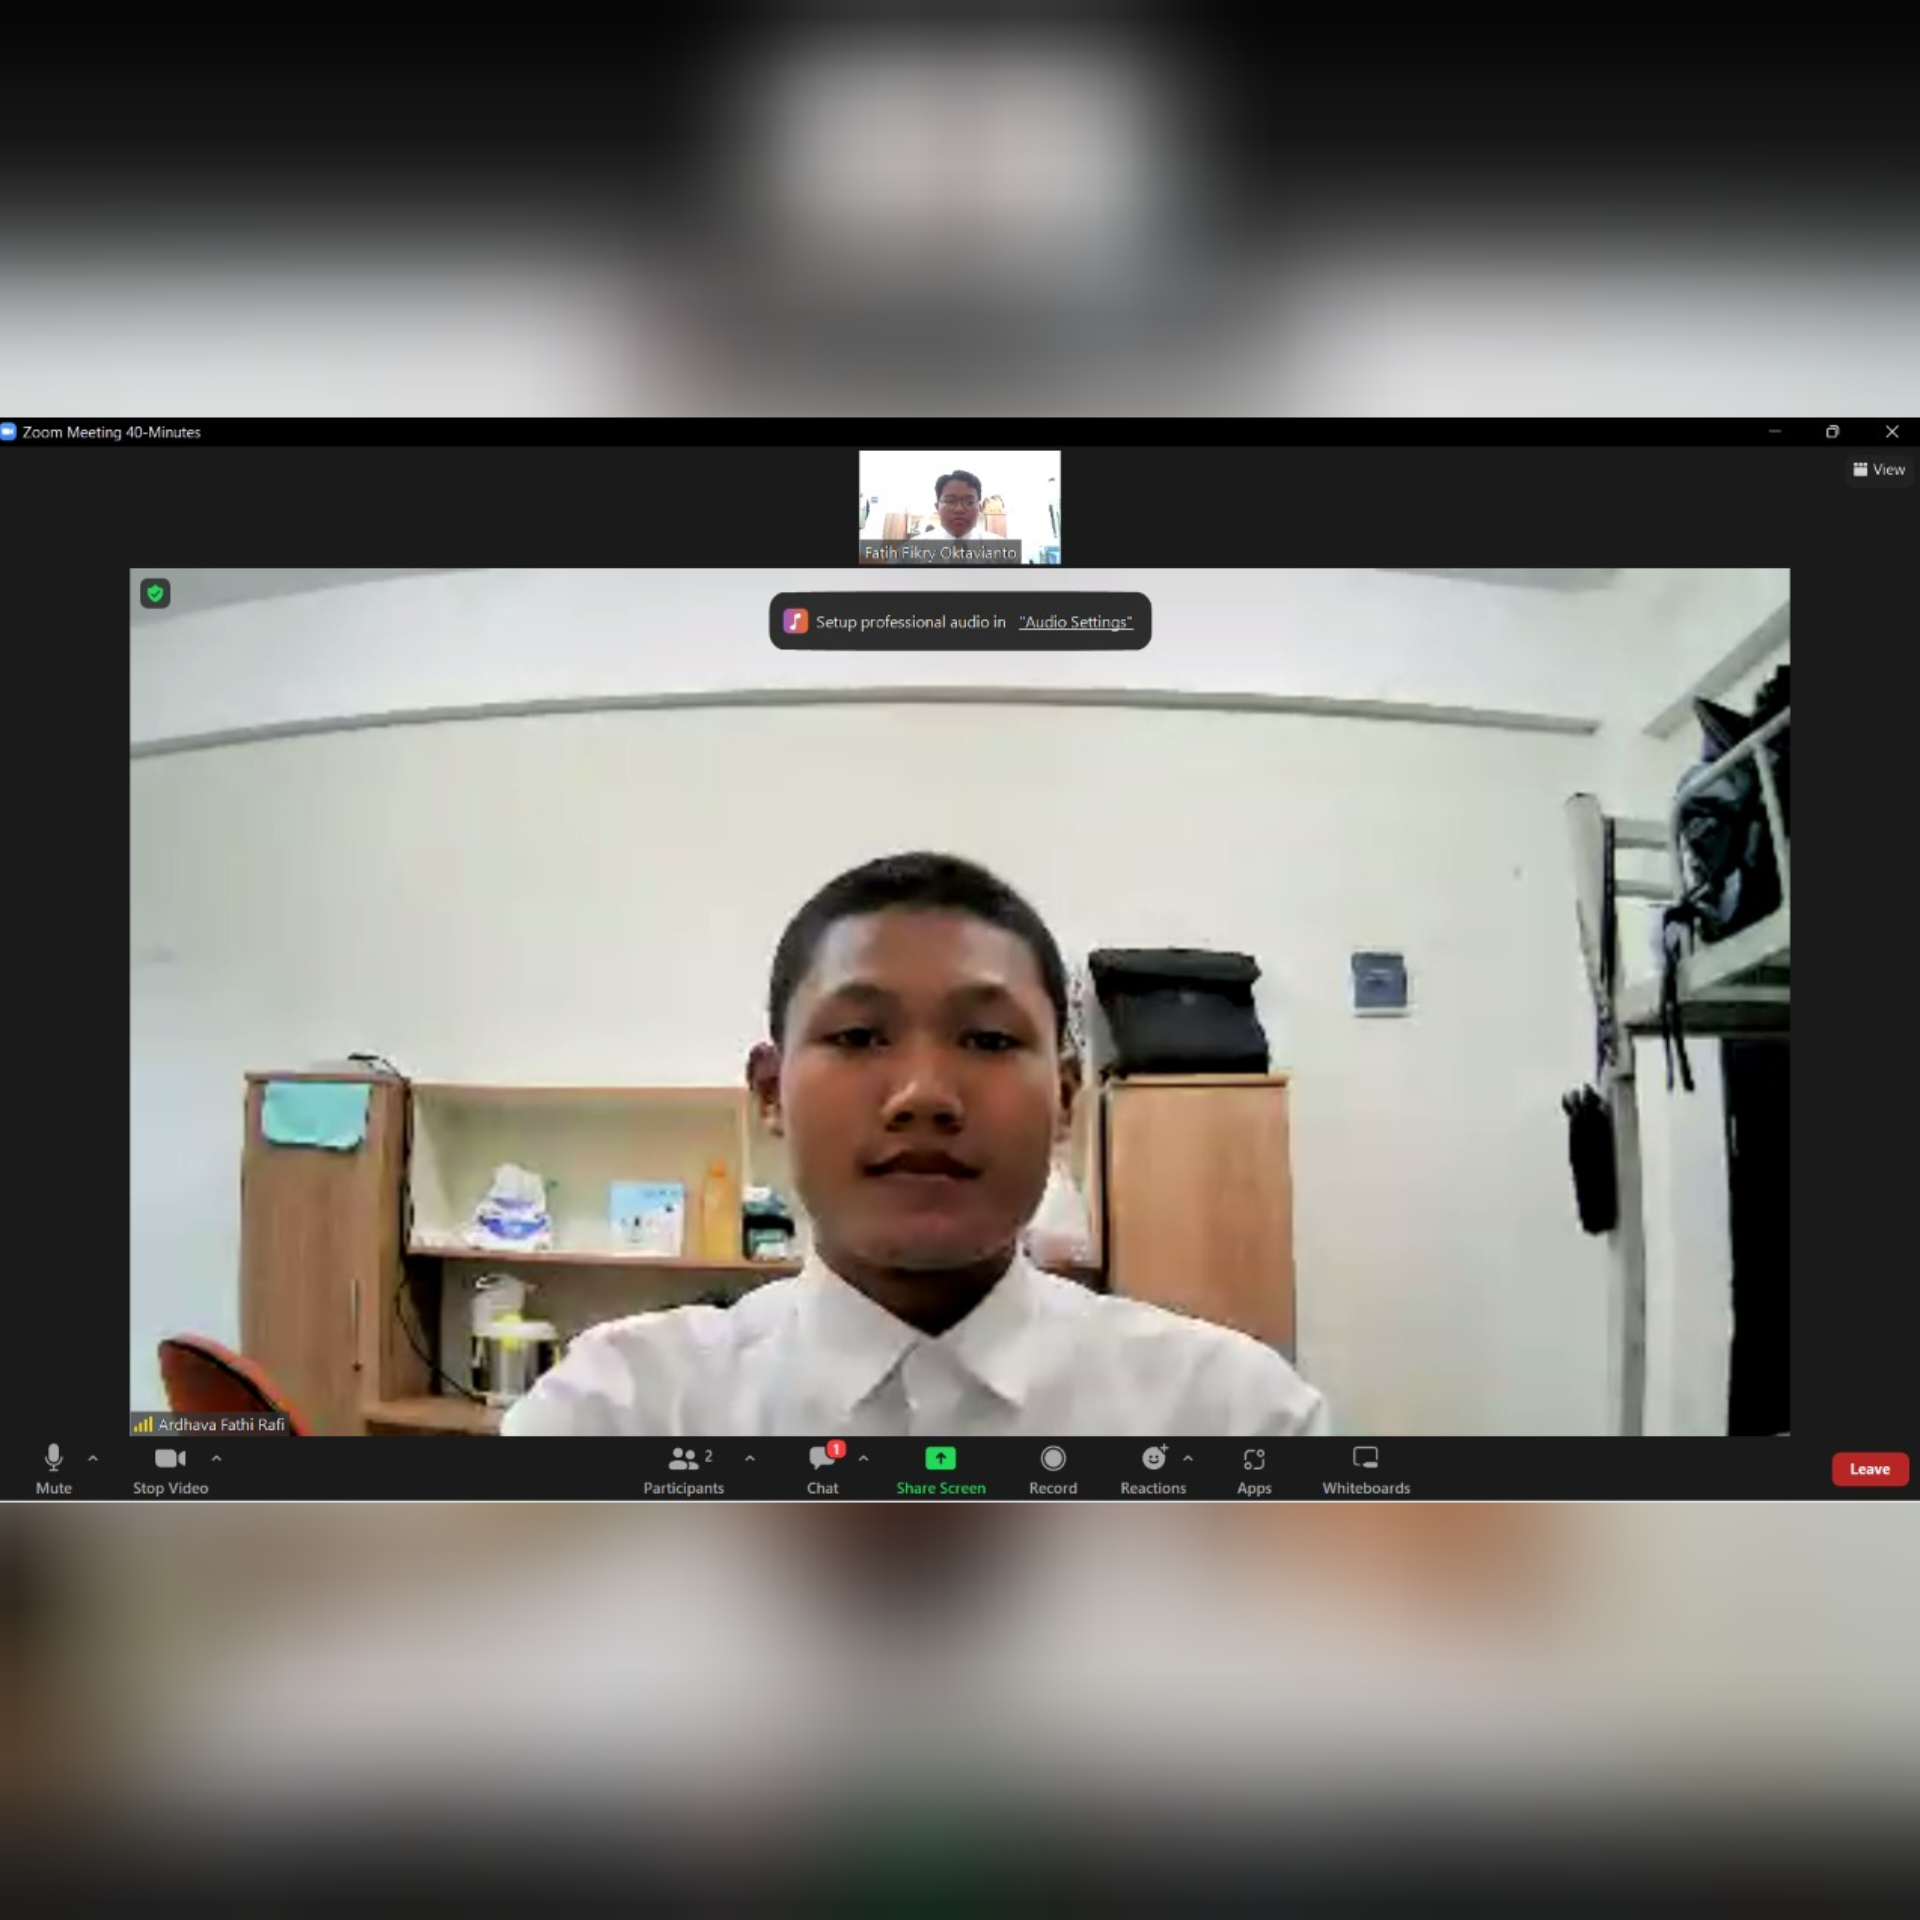 Zoom Meeting 40-Minutes
View
Fatih Fikry Oktavianto
Setup professional audio in "Audio Settings"
Ardhava Fathi Rafi
Mute
Stop Video
2
Participants
1
Chat
Share Screen
Record
Reactions
Apps
Whiteboards
Leave